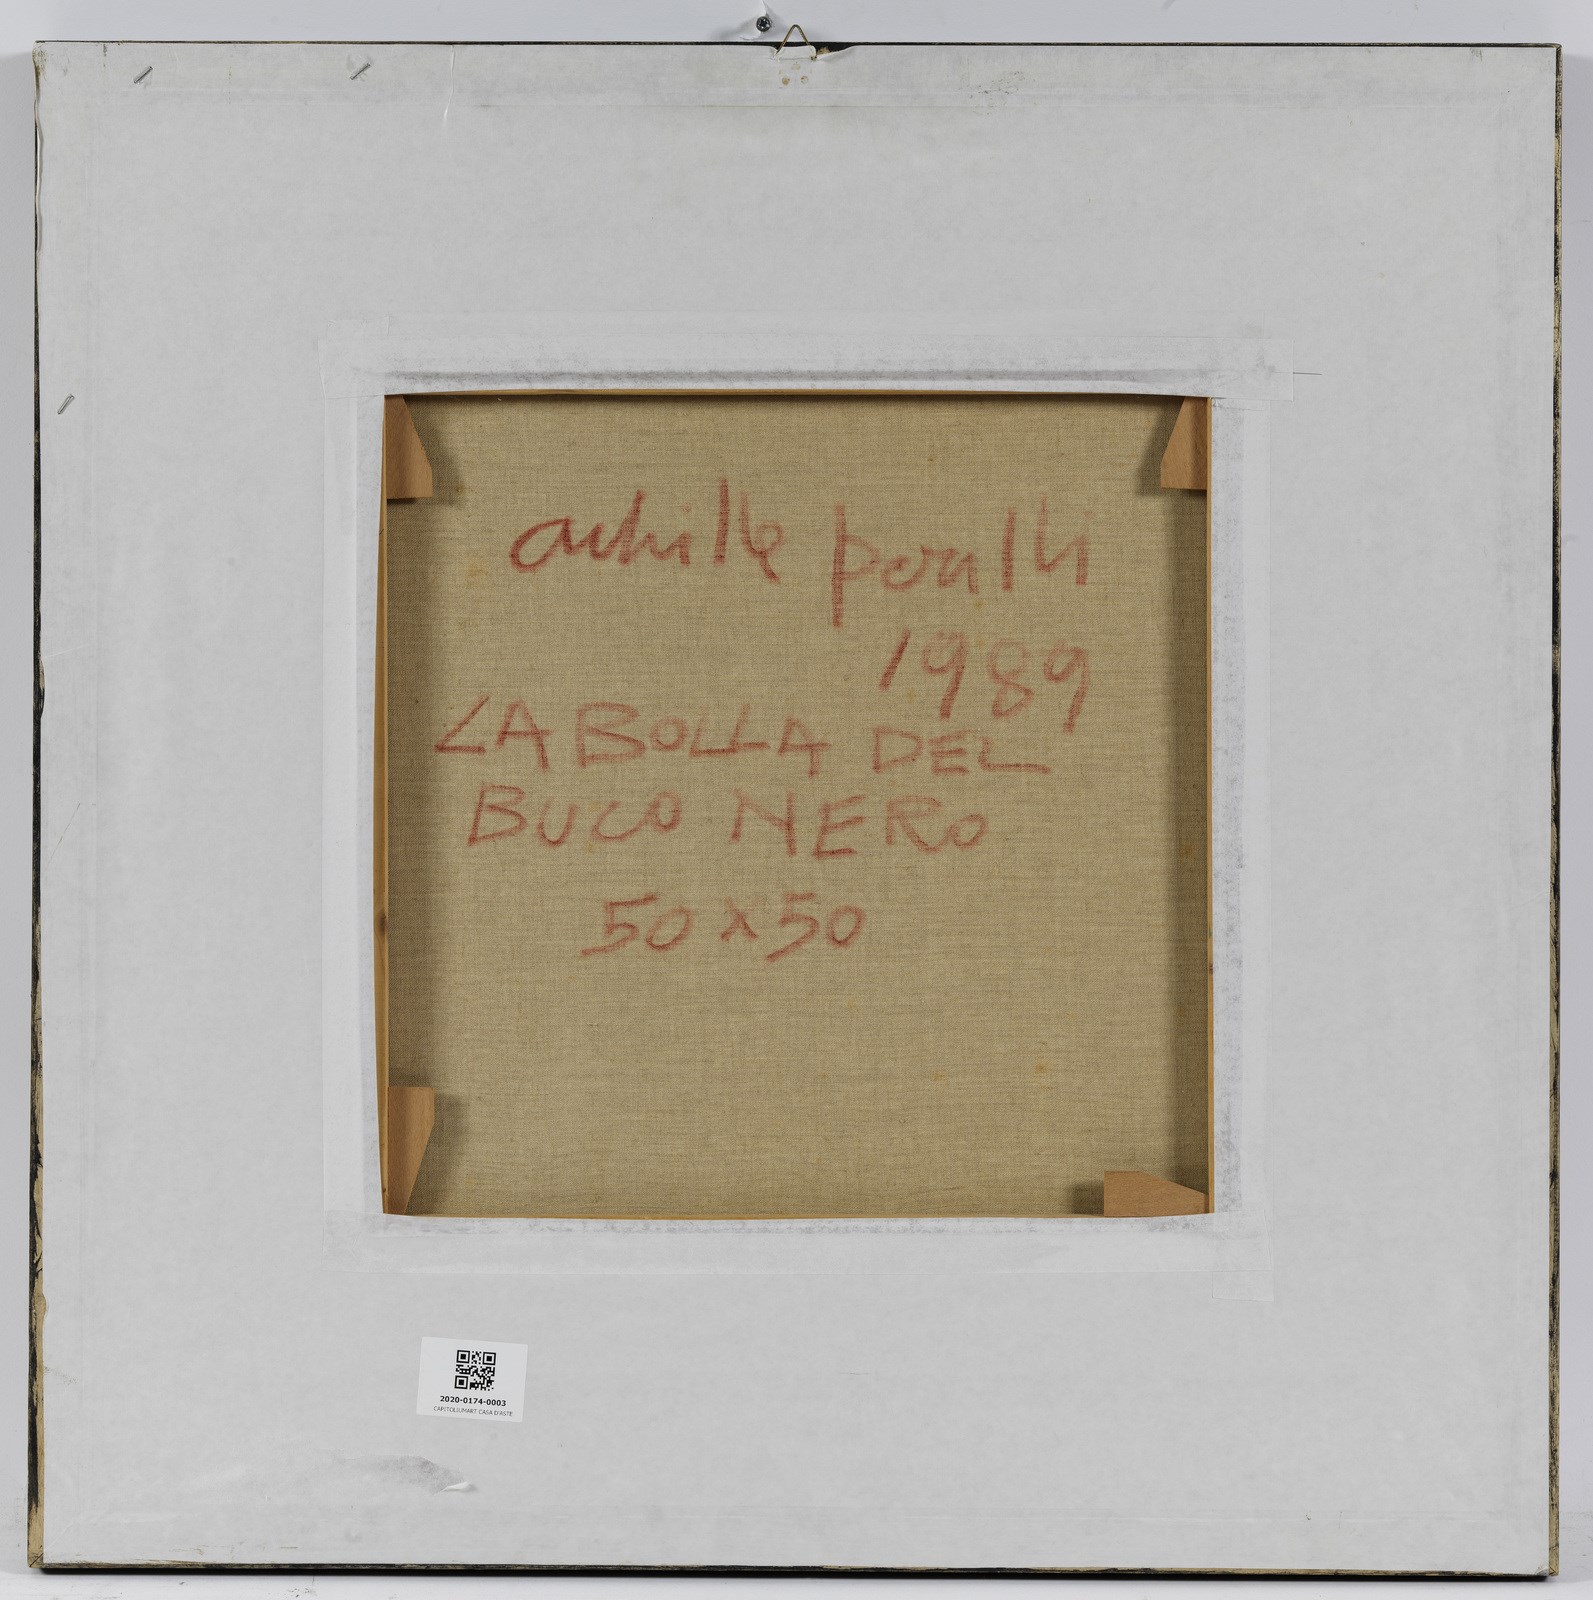 achille perilli
1989
LA BOLLA DEL
BUCO NERO
50 x 50
2020-0174-0003
CAPITOLIUMART CASA D'ASTE